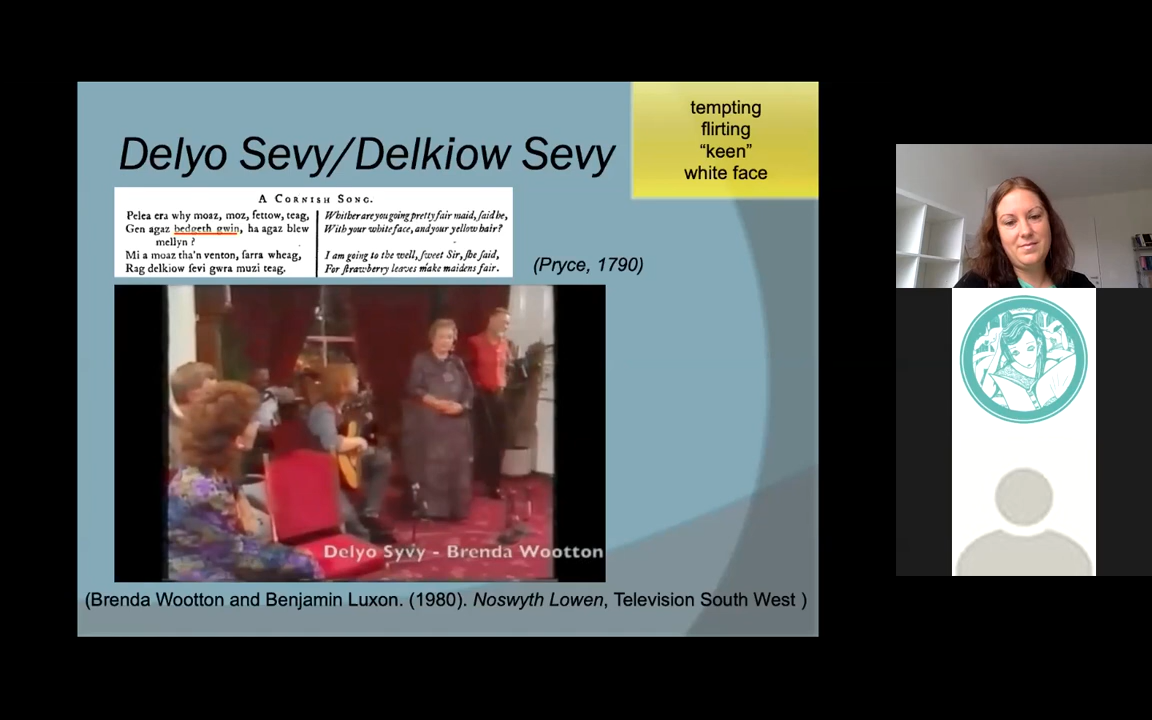 tempting
flirting
“keen”
white face
Delyo Sevy/Delkiow Sevy
A CORNISH SONG.
Pelea era why moaz, moz, fettow, teag,
Gen agaz bedgeth gwin, ha agaz blew
mellyn ?
Mi a moaz tha'n venton, farra wheag,
Rag delkiow fevi gwra muzi teag.
Whither are you going pretty fair maid, ſaid he,
With your white face, and your yellow hair?
I am going to the well, ſweet Sir, ſhe ſaid,
For ſtrawberry leaves make maidens fair.
(Pryce, 1790)
Delyo Syvy - Brenda Wootton
(Brenda Wootton and Benjamin Luxon. (1980). Noswyth Lowen, Television South West )